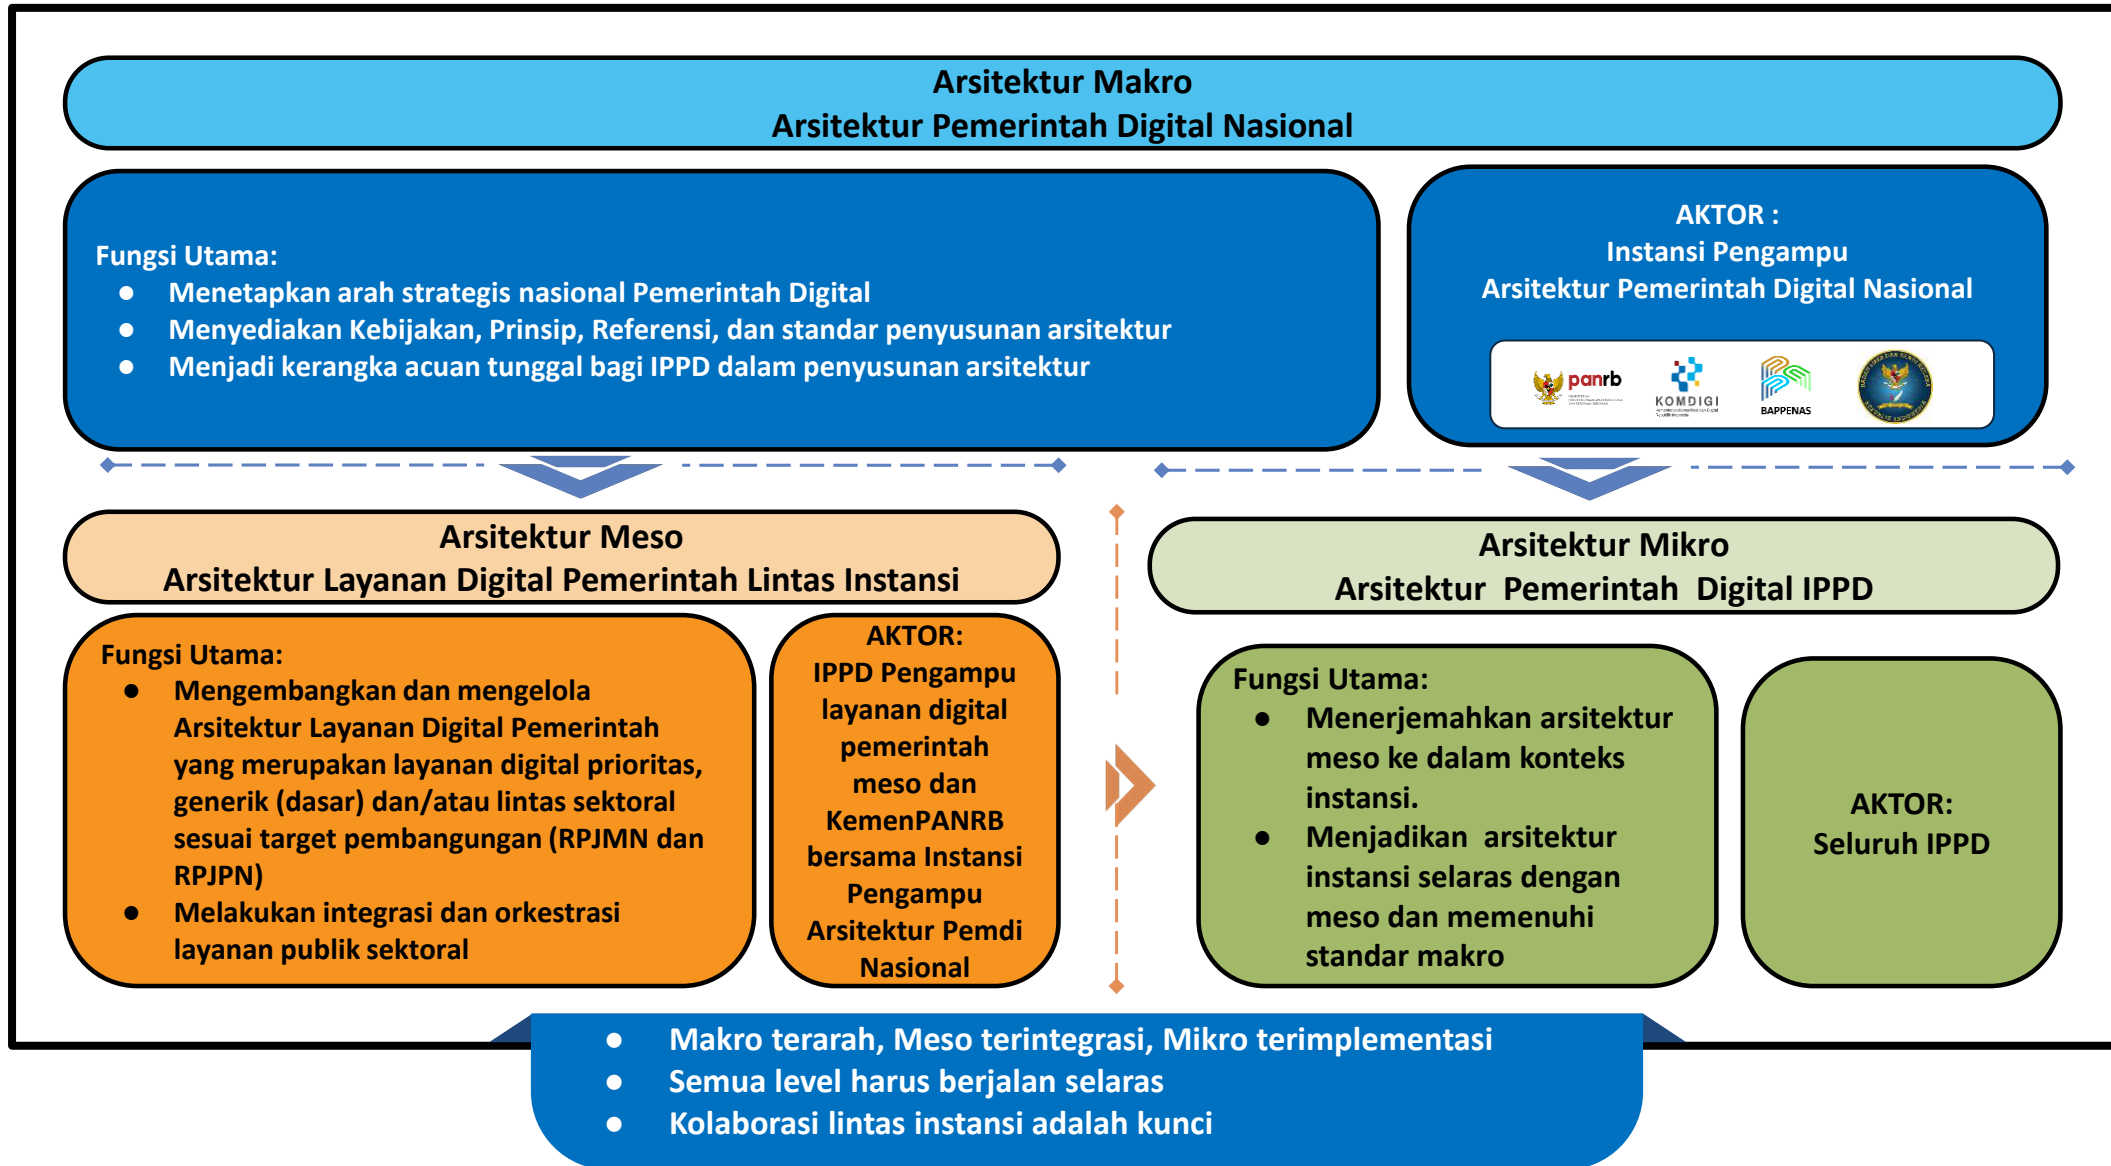 Arsitektur Makro
Arsitektur Pemerintah Digital Nasional
Fungsi Utama:
● Menetapkan arah strategis nasional Pemerintah Digital
● Menyediakan Kebijakan, Prinsip, Referensi, dan standar penyusunan arsitektur
● Menjadi kerangka acuan tunggal bagi IPPD dalam penyusunan arsitektur
AKTOR :
Instansi Pengampu
Arsitektur Pemerintah Digital Nasional
panrb
KOMDIGI
Kementerian Komunikasi dan Digital
Republik Indonesia
BAPPENAS
Arsitektur Meso
Arsitektur Layanan Digital Pemerintah Lintas Instansi
Fungsi Utama:
● Mengembangkan dan mengelola
Arsitektur Layanan Digital Pemerintah
yang merupakan layanan digital prioritas,
generik (dasar) dan/atau lintas sektoral
sesuai target pembangungan (RPJMN dan
RPJPN)
● Melakukan integrasi dan orkestrasi
layanan publik sektoral
AKTOR:
IPPD Pengampu
layanan digital
pemerintah
meso dan
KemenPANRB
bersama Instansi
Pengampu
Arsitektur Pemdi
Nasional
Arsitektur Mikro
Arsitektur Pemerintah Digital IPPD
Fungsi Utama:
● Menerjemahkan arsitektur
meso ke dalam konteks
instansi.
● Menjadikan arsitektur
instansi selaras dengan
meso dan memenuhi
standar makro
AKTOR:
Seluruh IPPD
● Makro terarah, Meso terintegrasi, Mikro terimplementasi
● Semua level harus berjalan selaras
● Kolaborasi lintas instansi adalah kunci